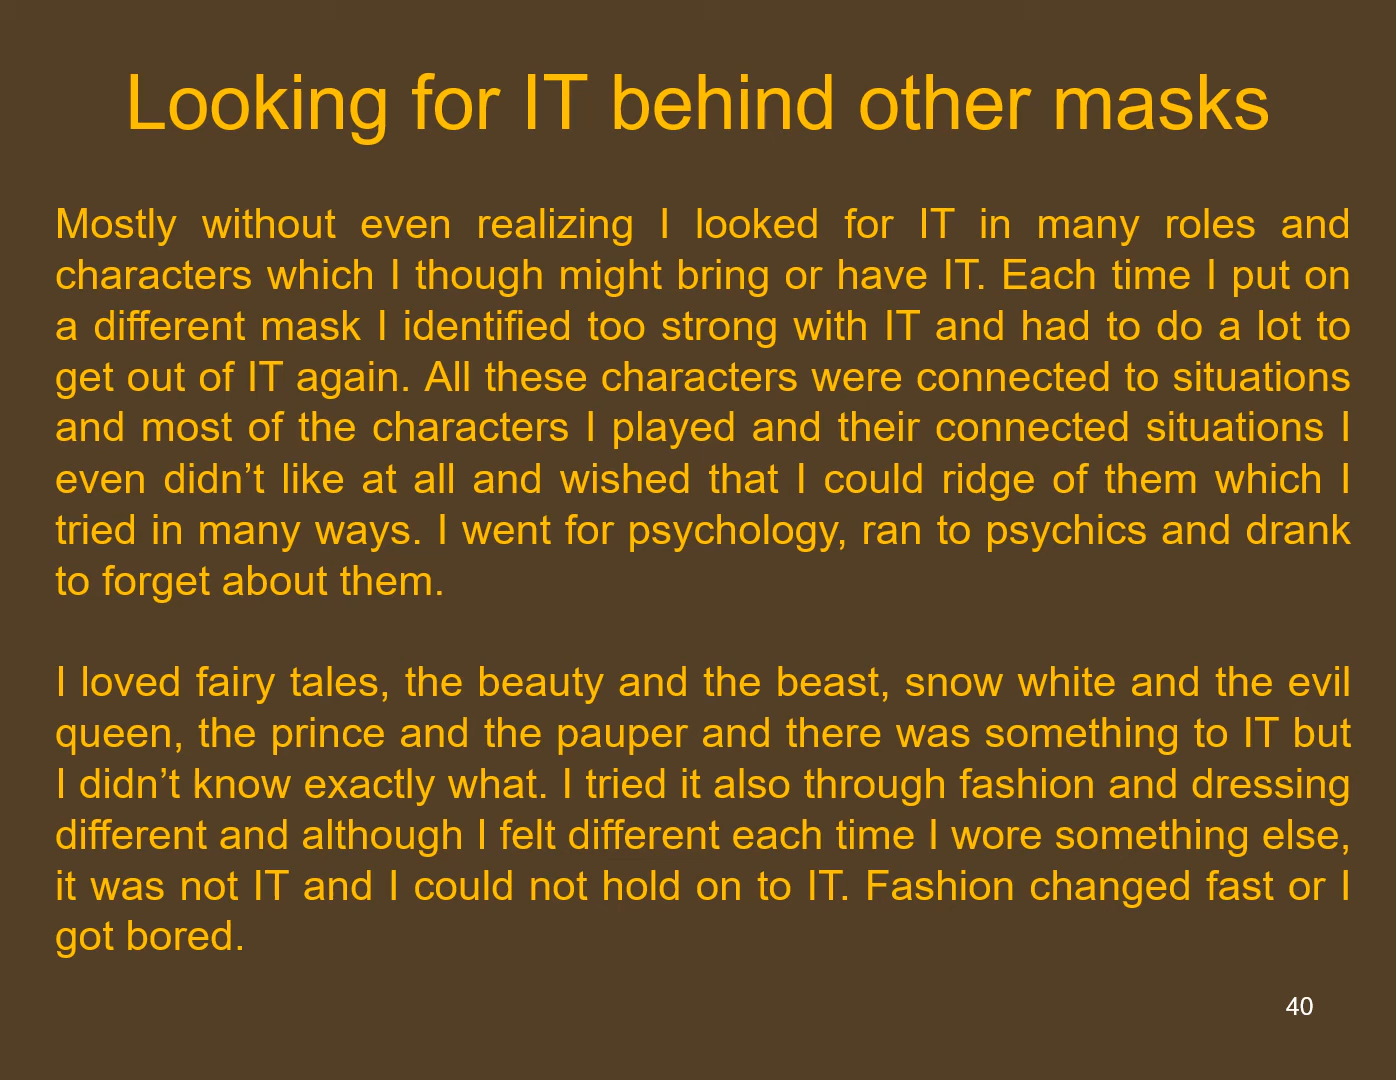 Looking for IT behind other masks
Mostly without even realizing I looked for IT in many roles and
characters which I though might bring or have IT. Each time I put on
a different mask I identified too strong with IT and had to do a lot to
get out of IT again. All these characters were connected to situations
and most of the characters I played and their connected situations I
even didn’t like at all and wished that I could ridge of them which I
tried in many ways. I went for psychology, ran to psychics and drank
to forget about them.
I loved fairy tales, the beauty and the beast, snow white and the evil
queen, the prince and the pauper and there was something to IT but
I didn’t know exactly what. I tried it also through fashion and dressing
different and although I felt different each time I wore something else,
it was not IT and I could not hold on to IT. Fashion changed fast or I
got bored.
40